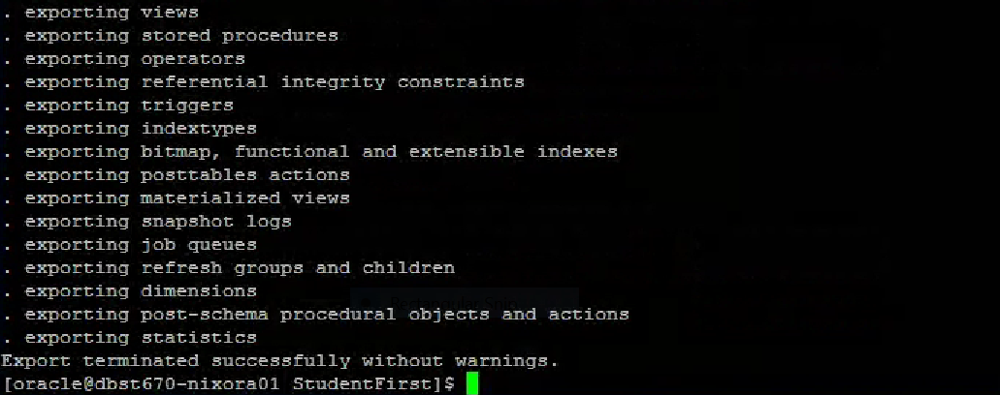 . exporting views
. exporting stored procedures
. exporting operators
. exporting referential integrity constraints
. exporting triggers
. exporting indextypes
. exporting bitmap, functional and extensible indexes
. exporting posttables actions
. exporting materialized views
. exporting snapshot logs
. exporting job queues
. exporting refresh groups and children
. exporting dimensions
Rectangular Snip
. exporting post-schema procedural objects and actions
. exporting statistics
Export terminated successfully without warnings.
[oracle@dbst670-nixora01 StudentFirst]$